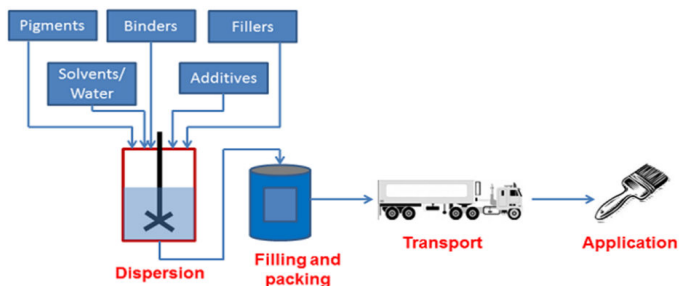 Pigments
Binders
Fillers
Solvents/
Water
Additives
Dispersion
Filling and
packing
Transport
Application